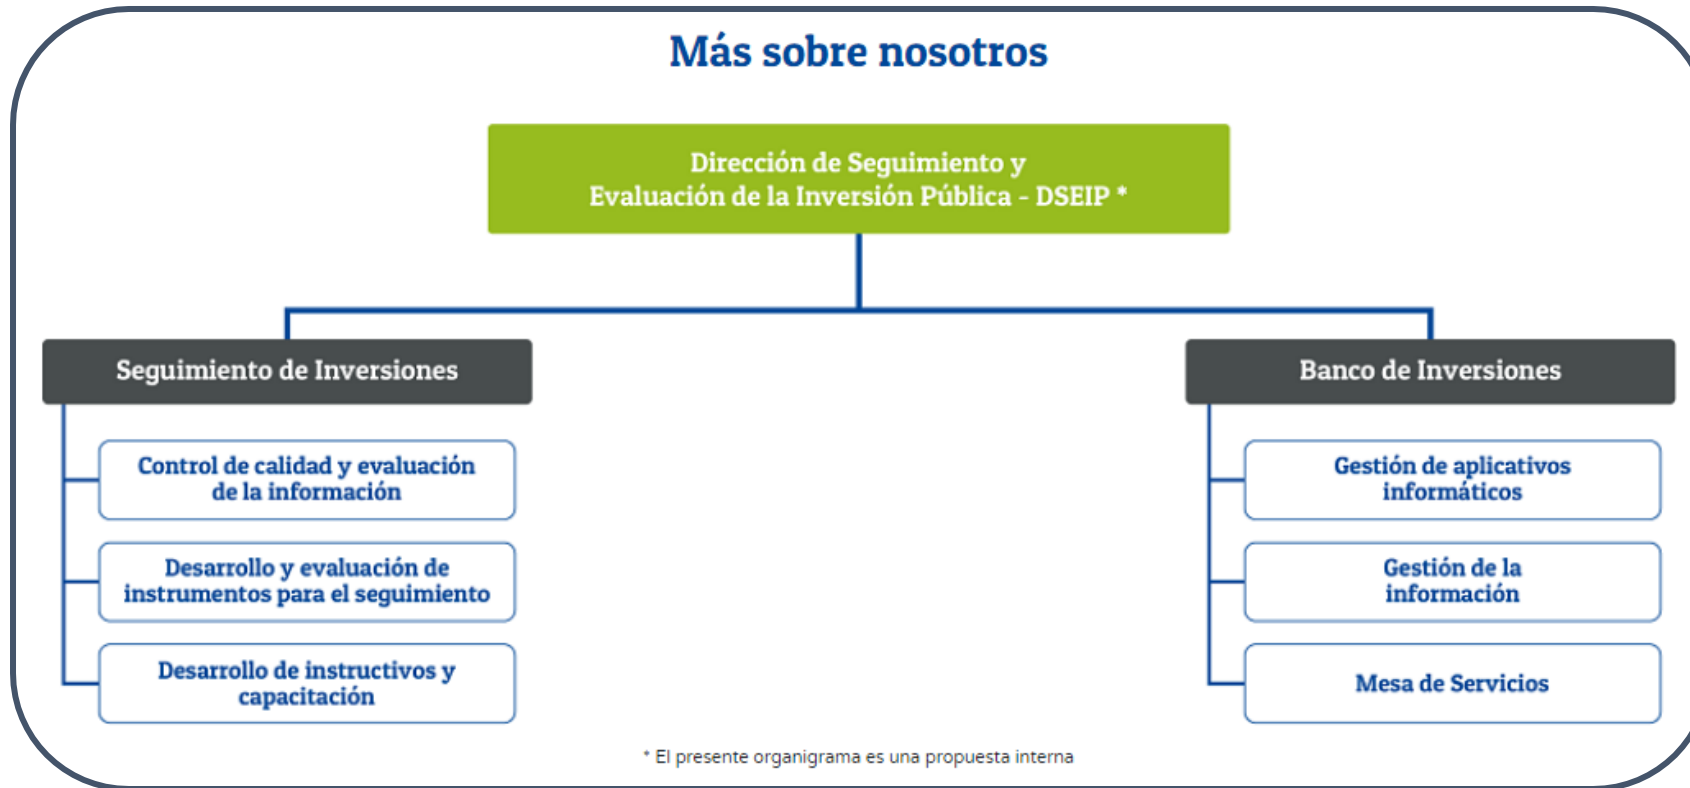 Más sobre nosotros
Dirección de Seguimiento y
Evaluación de la Inversión Pública - DSEIP *
Seguimiento de Inversiones
Control de calidad y evaluación
de la información
Desarrollo y evaluación de
instrumentos para el seguimiento
Desarrollo de instructivos y
capacitación
Banco de Inversiones
Gestión de aplicativos
informáticos
Gestión de la
información
Mesa de Servicios
* El presente organigrama es una propuesta interna